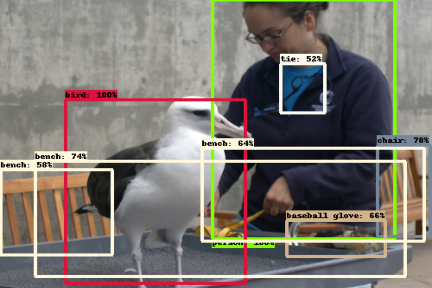 tie: 52%
bird: 100%
chair: 78%
bench: 64%
bench: 74%
bench: 58%
baseball glove: 66%
person: 100%